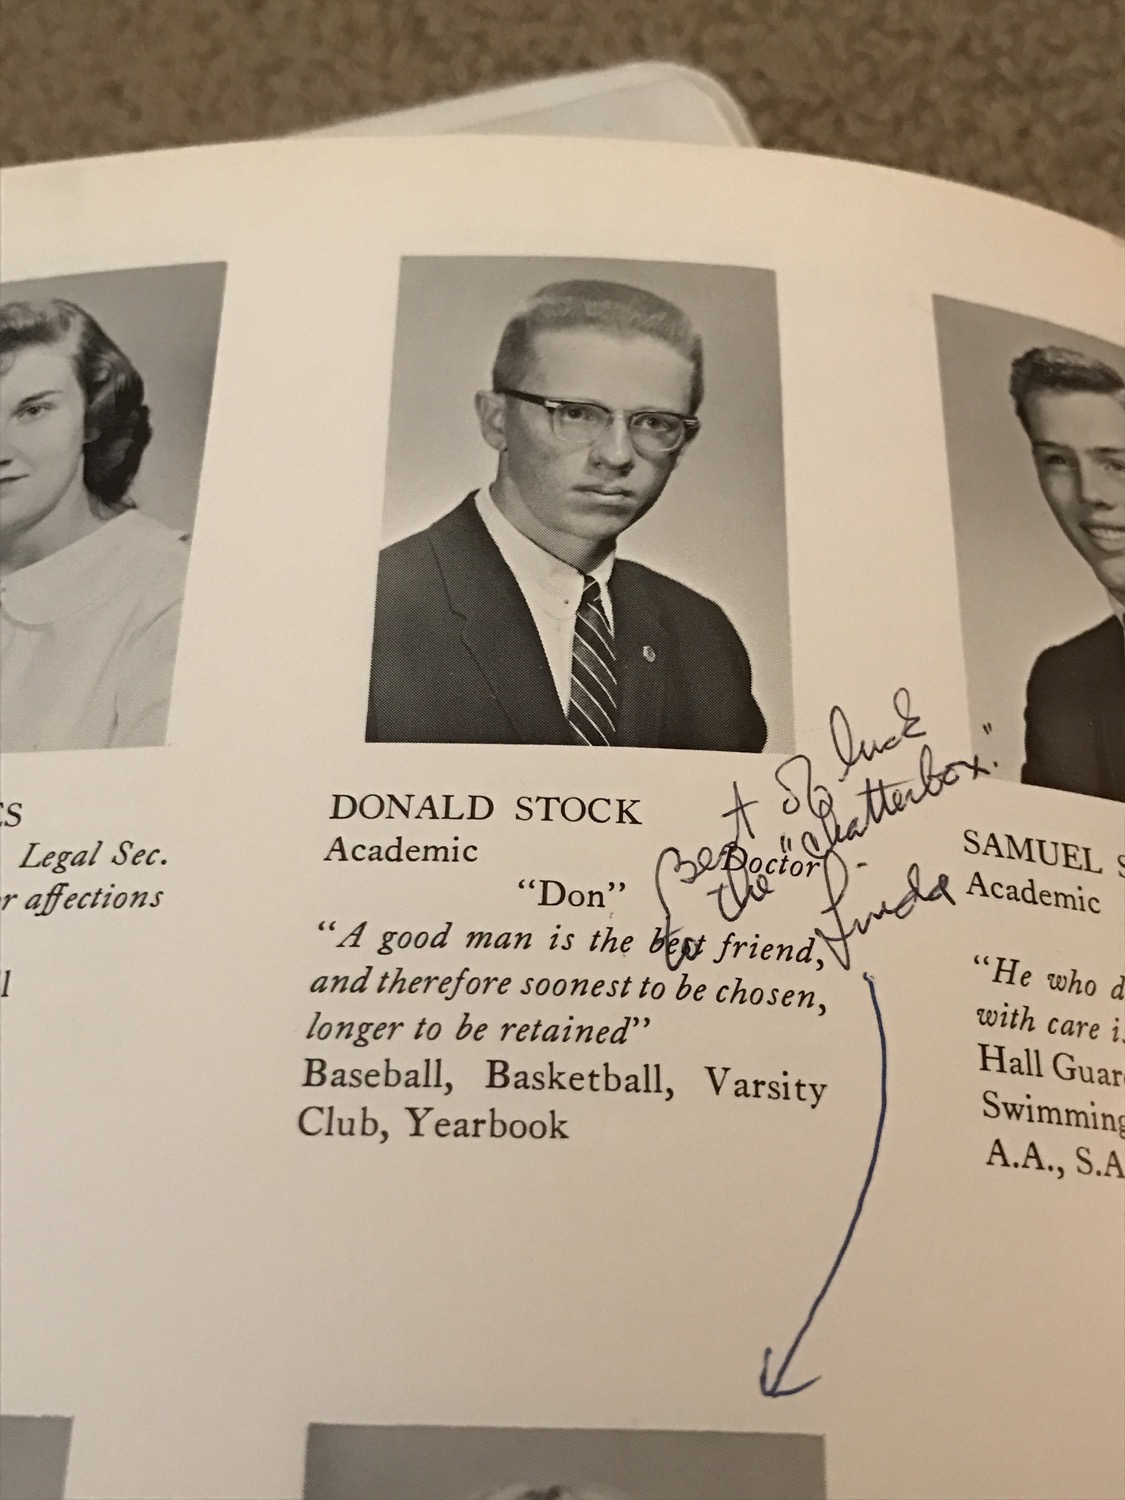 ES
Legal Sec.
r affections
l
DONALD STOCK
Academic
Doctor
"Don"
"A good man is the best friend,
and therefore soonest to be chosen,
longer to be retained"
Baseball, Basketball, Varsity
Club, Yearbook
Best of luck
to the "Chatterbox."
Linda
SAMUEL S
Academic
"He who d
with care i
Hall Guar
Swimming
A.A., S.A